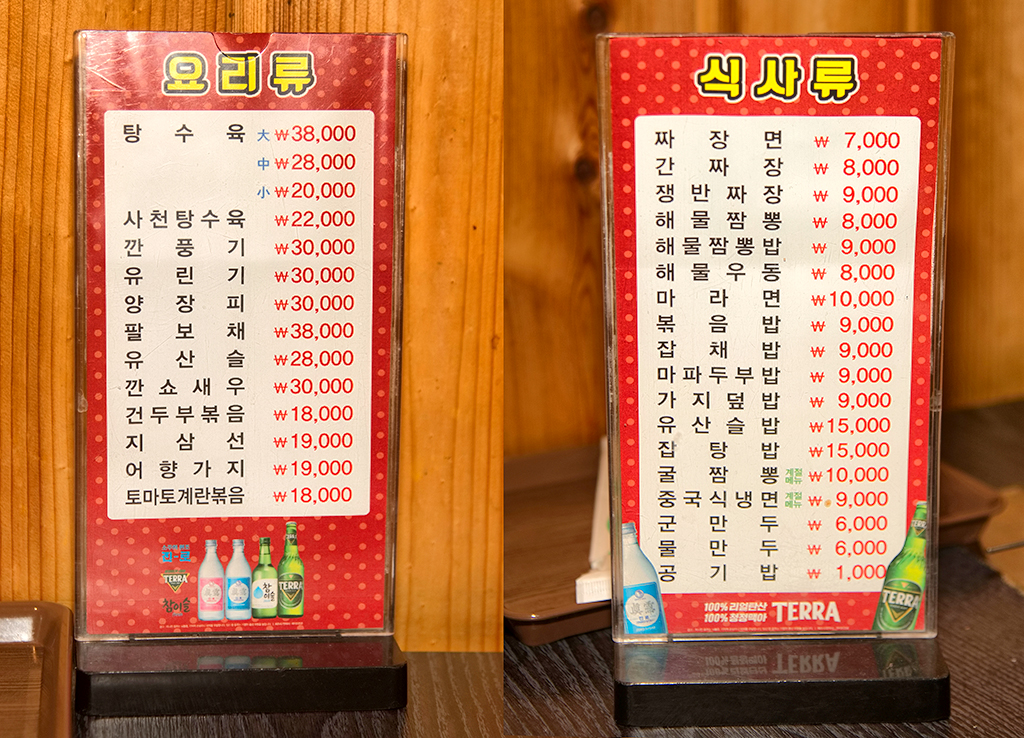 요리류
탕수육 大 ₩38,000
中 ₩28,000
小 ₩20,000
사천탕수육 ₩22,000
깐풍기 ₩30,000
유린기 ₩30,000
양장피 ₩30,000
팔보채 ₩38,000
유산슬 ₩28,000
깐쇼새우 ₩30,000
건두부볶음 ₩18,000
지삼선 ₩19,000
어향가지 ₩19,000
토마토계란볶음 ₩18,000
TERRA
참이슬
참이슬
TERRA
식사류
짜장면 ₩7,000
간짜장 ₩8,000
쟁반짜장 ₩9,000
해물짬뽕 ₩8,000
해물짬뽕밥 ₩9,000
해물우동 ₩8,000
마라면 ₩10,000
볶음밥 ₩9,000
잡채밥 ₩9,000
마파두부밥 ₩9,000
가지덮밥 ₩9,000
유산슬밥 ₩15,000
잡탕밥 ₩15,000
굴짬뽕 계절메뉴 ₩10,000
중국식냉면 계절메뉴 ₩9,000
군만두 ₩6,000
물만두 ₩6,000
공기밥 ₩1,000
眞露
TERRA
100% 리얼탄산
100% 청정맥아 TERRA